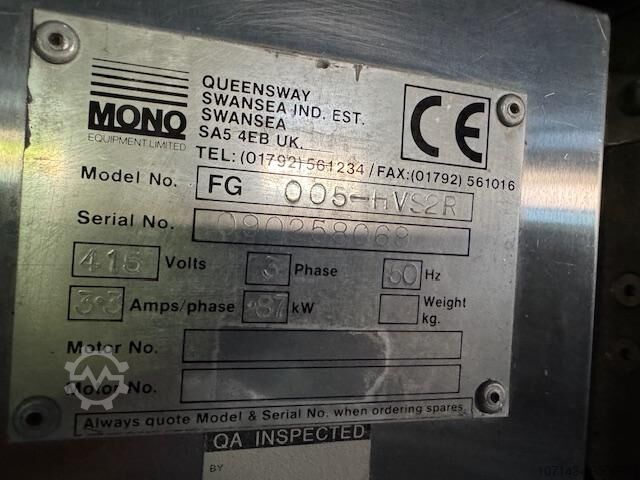 MONO
EQUIPMENT LIMITED
QUEENSWAY
SWANSEA IND. EST.
SWANSEA
SA5 4EB UK.
TEL: (01792) 561234 / FAX: (01792) 561016
CE
Model No. FG 005-HVS2R
Serial No. 090258069
415 Volts 3 Phase 50 Hz
3.3 Amps/phase .87 kW Weight kg.
Motor No.
Motor No.
Always quote Model & Serial No. when ordering spares.
QA INSPECTED
BY